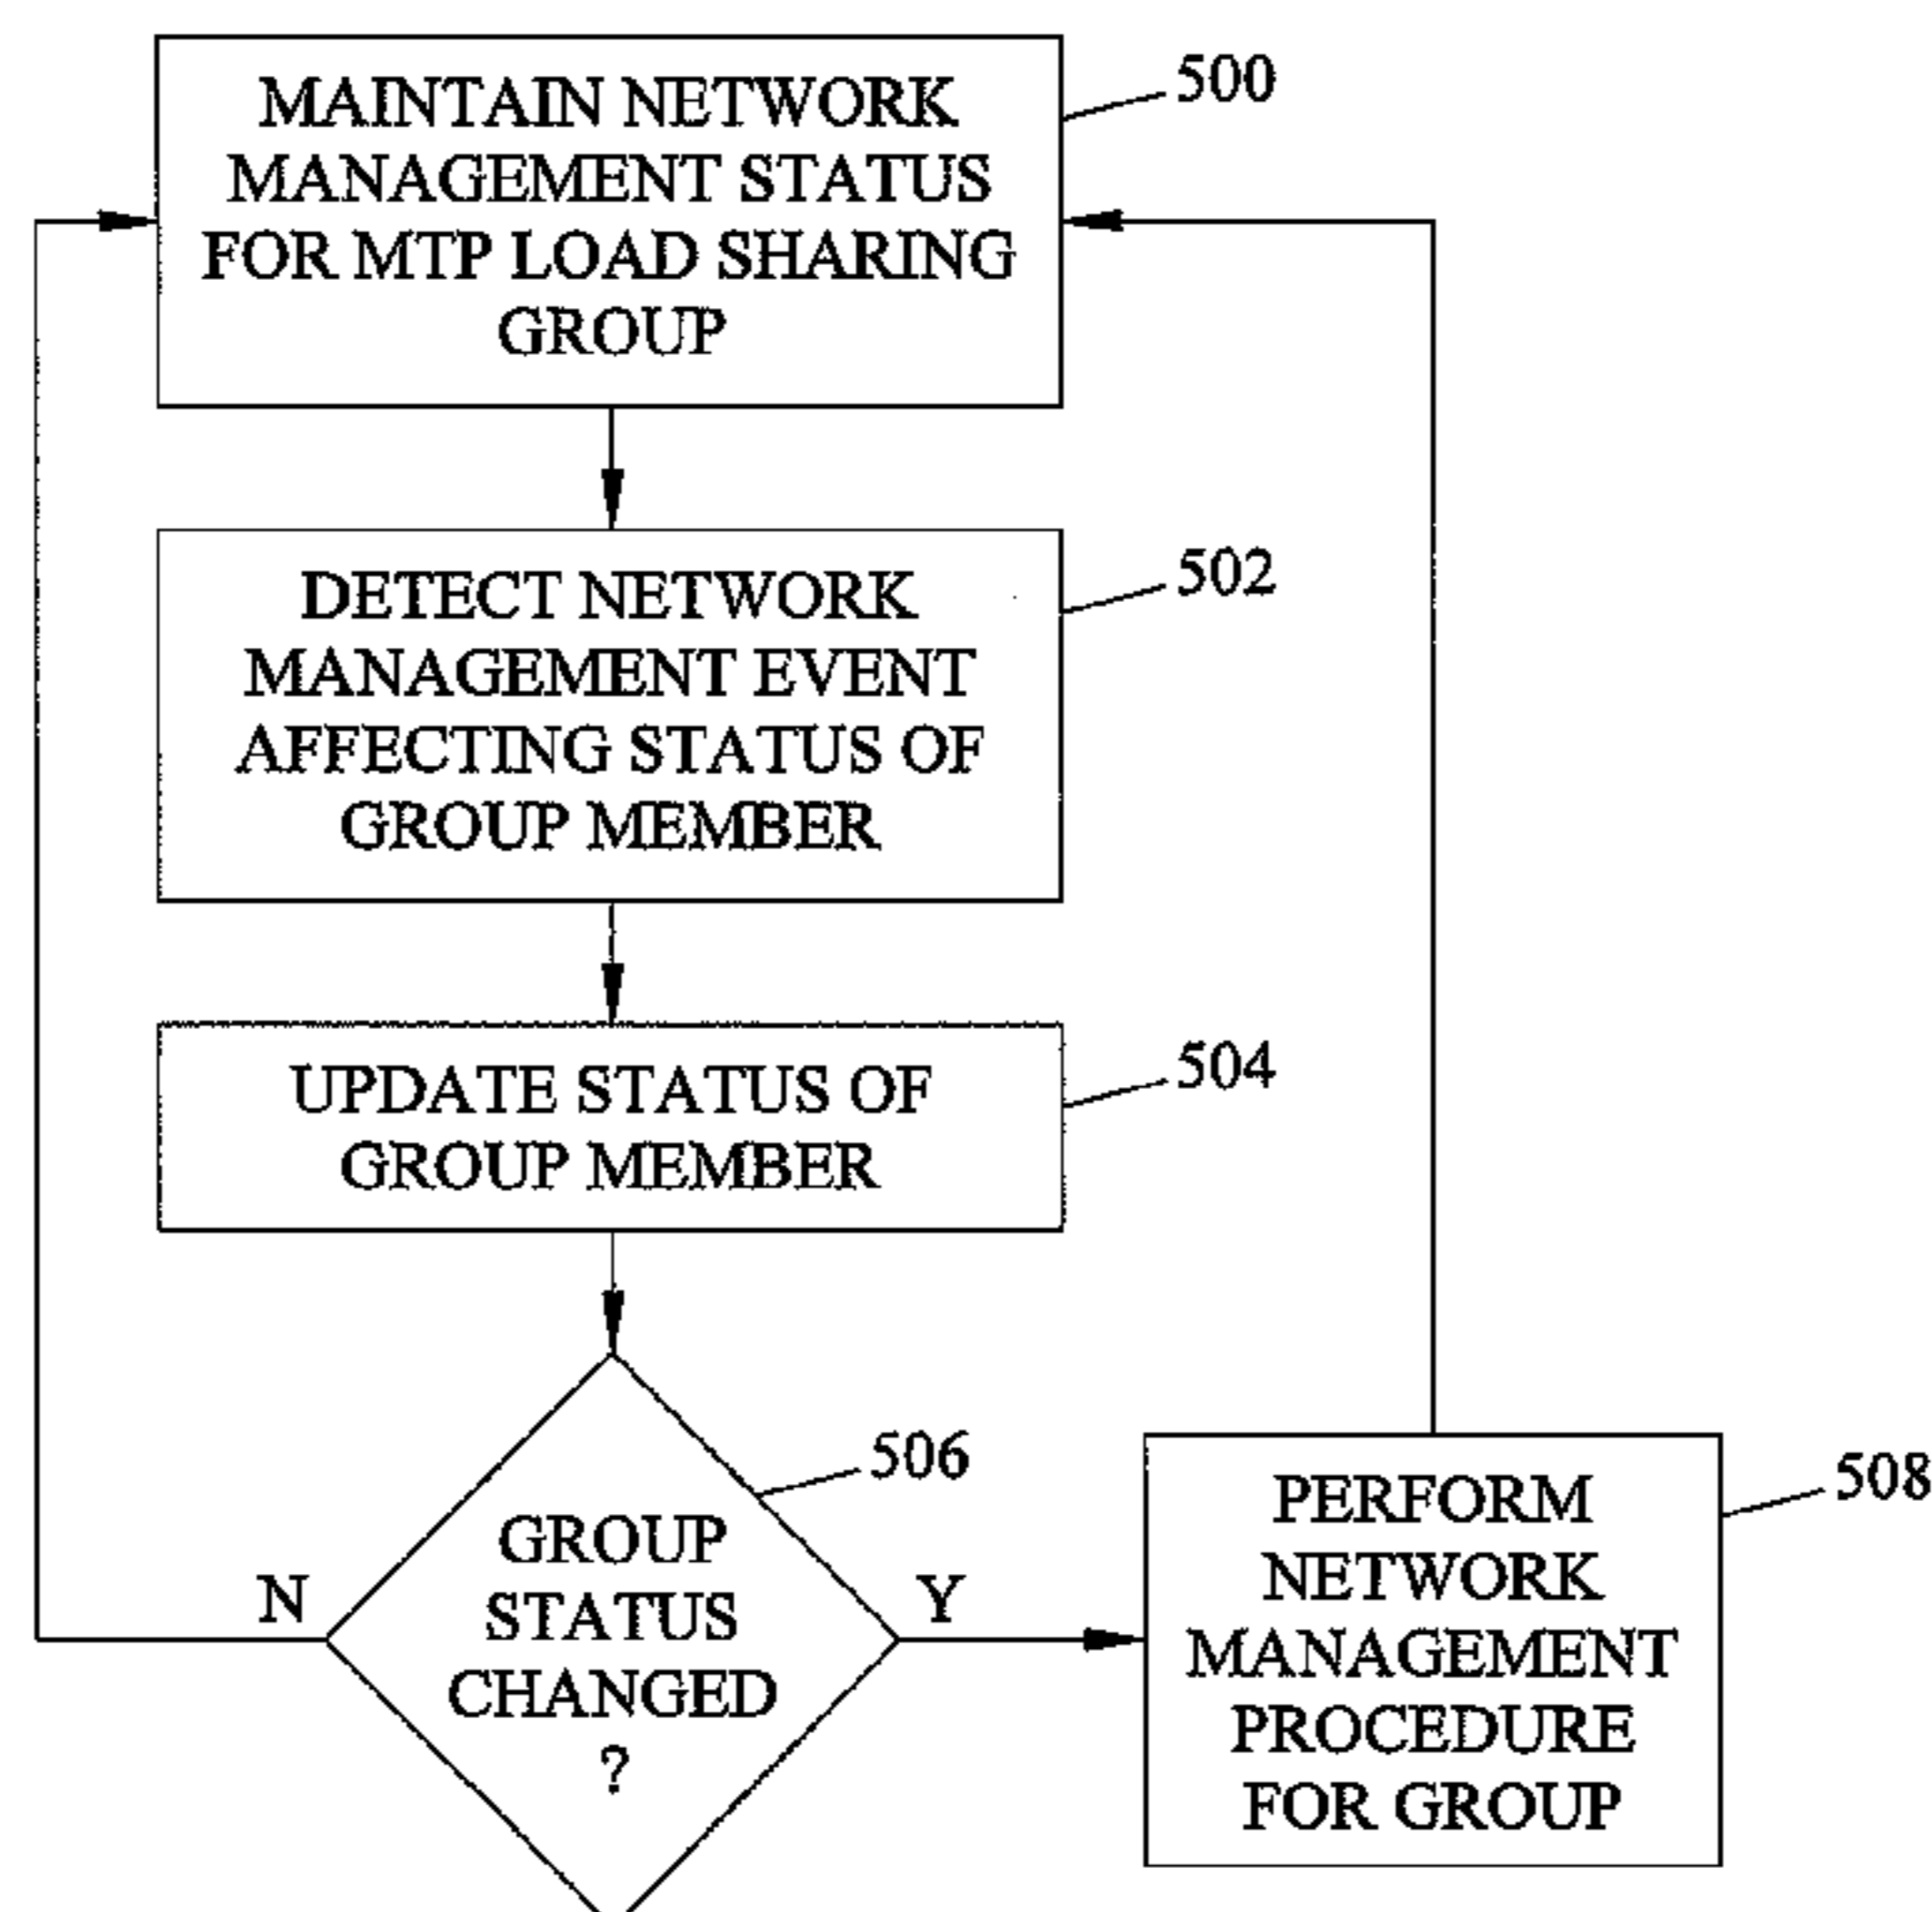 MAINTAIN NETWORK
MANAGEMENT STATUS
FOR MTP LOAD SHARING
GROUP
500
DETECT NETWORK
MANAGEMENT EVENT
AFFECTING STATUS OF
GROUP MEMBER
502
UPDATE STATUS OF
GROUP MEMBER
504
GROUP
STATUS
CHANGED
?
506
N
Y
PERFORM
NETWORK
MANAGEMENT
PROCEDURE
FOR GROUP
508